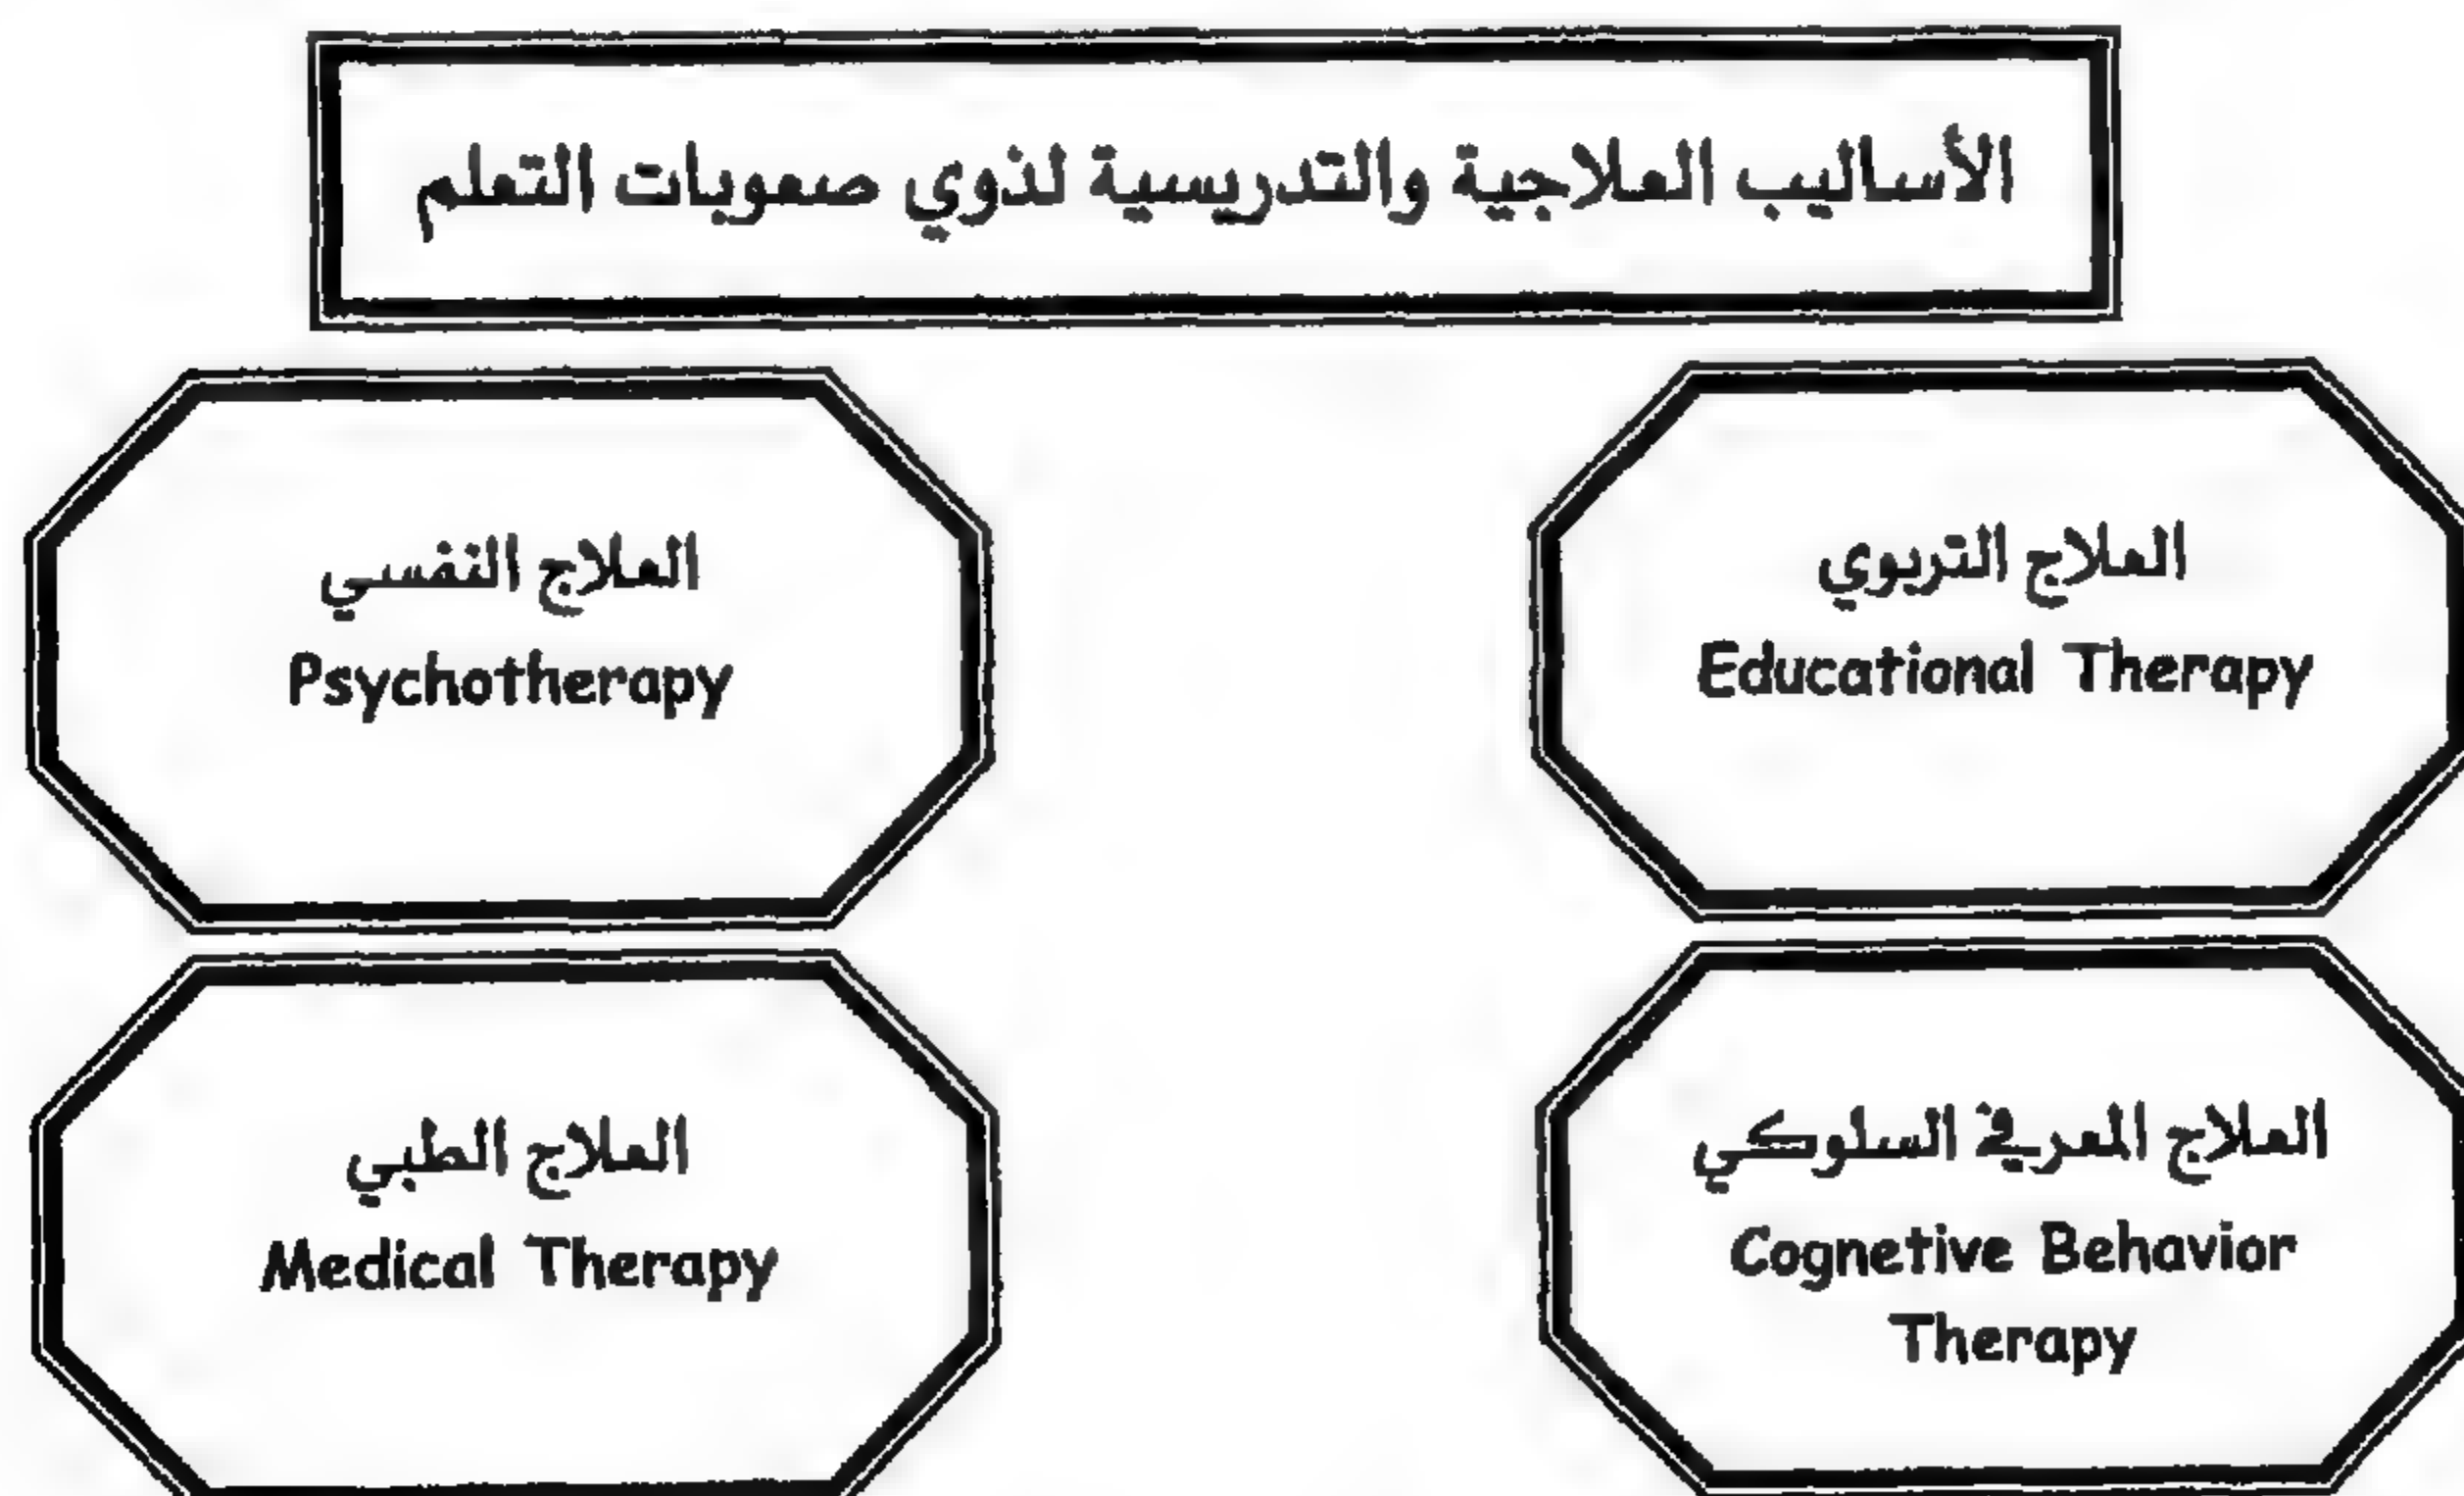 الأساليب العلاجية والتدريسية لذوي صعوبات التعلم
العلاج التربوي
Educational Therapy
العلاج النفسي
Psychotherapy
العلاج المعرفي السلوكي
Cognetive Behavior
Therapy
العلاج الطبي
Medical Therapy